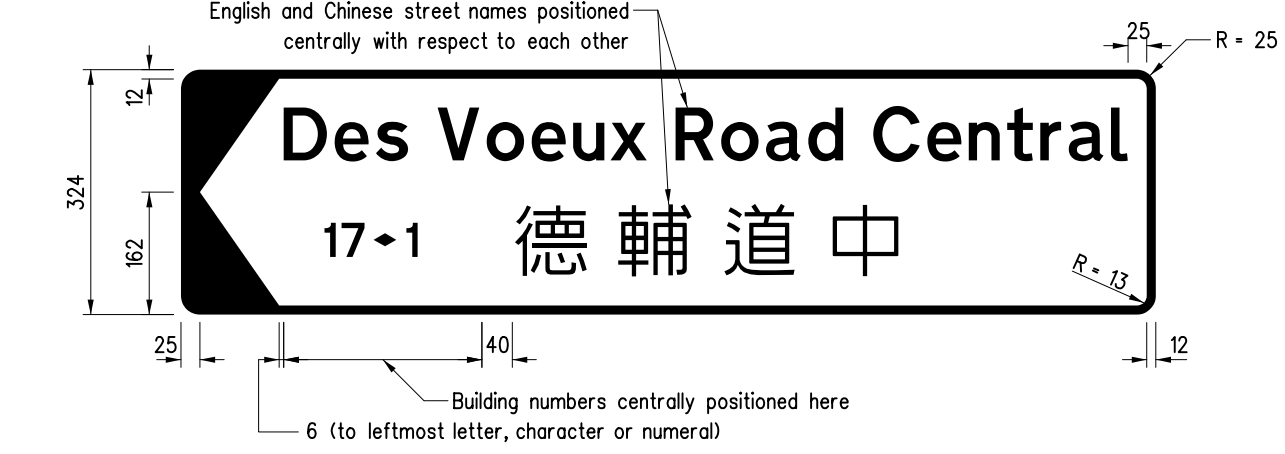 English and Chinese street names positioned
centrally with respect to each other
25
R = 25
12
324
162
Des Voeux Road Central
17 1
德輔道中
R = 13
25
40
12
Building numbers centrally positioned here
6 (to leftmost letter, character or numeral)